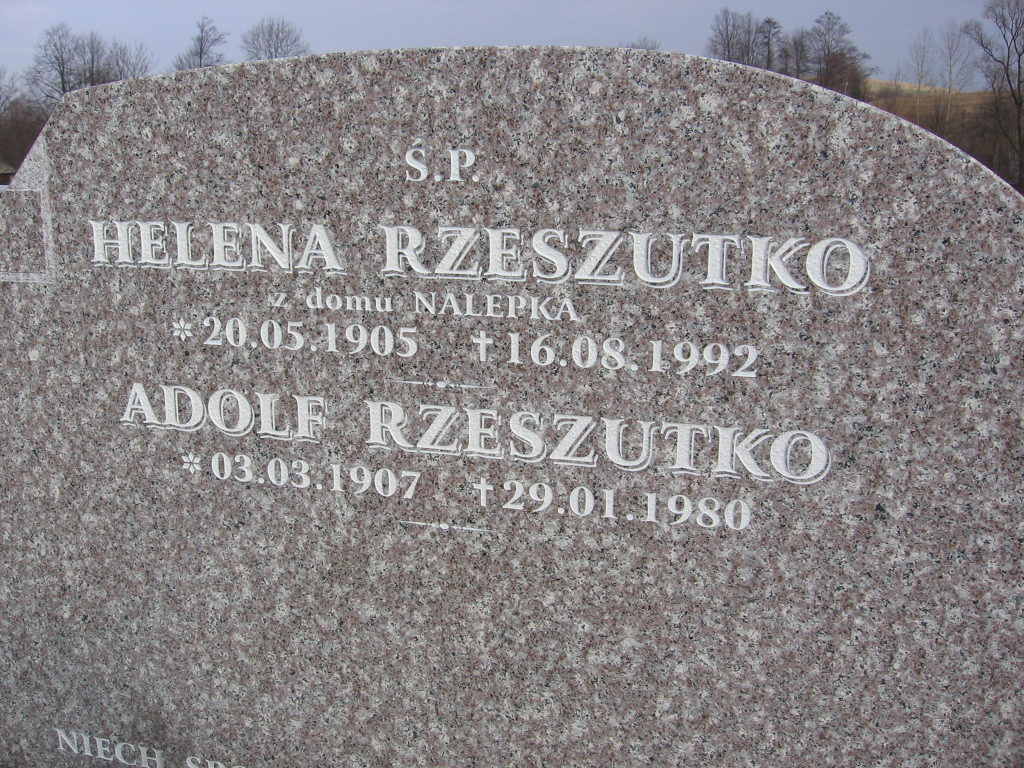 Ś.P.
HELENA RZESZUTKO
z domu NALEPKA
*20.05.1905 †16.08.1992
ADOLF RZESZUTKO
*03.03.1907 †29.01.1980
NIECH